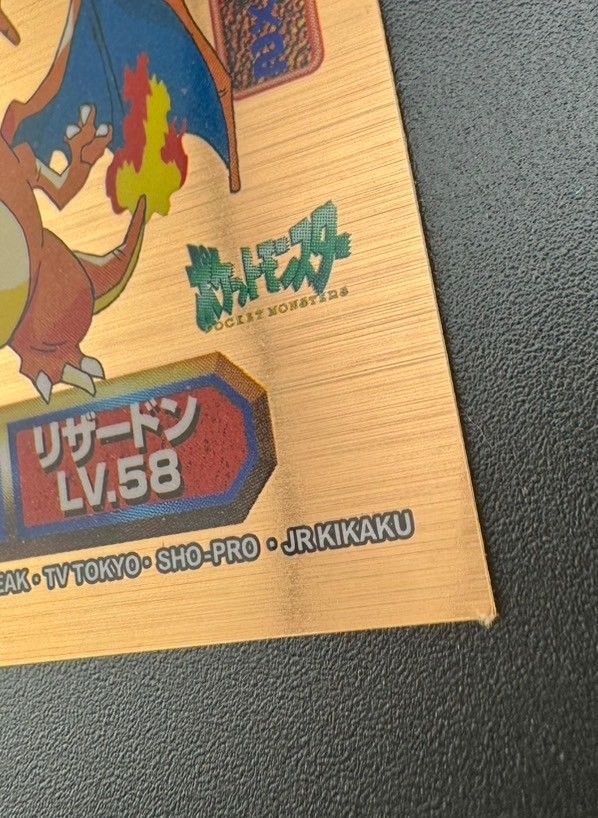 ポケットモンスター
POCKET MONSTERS
リザードン
LV.58
EAK・TV TOKYO・SHO-PRO・JR KIKAKU